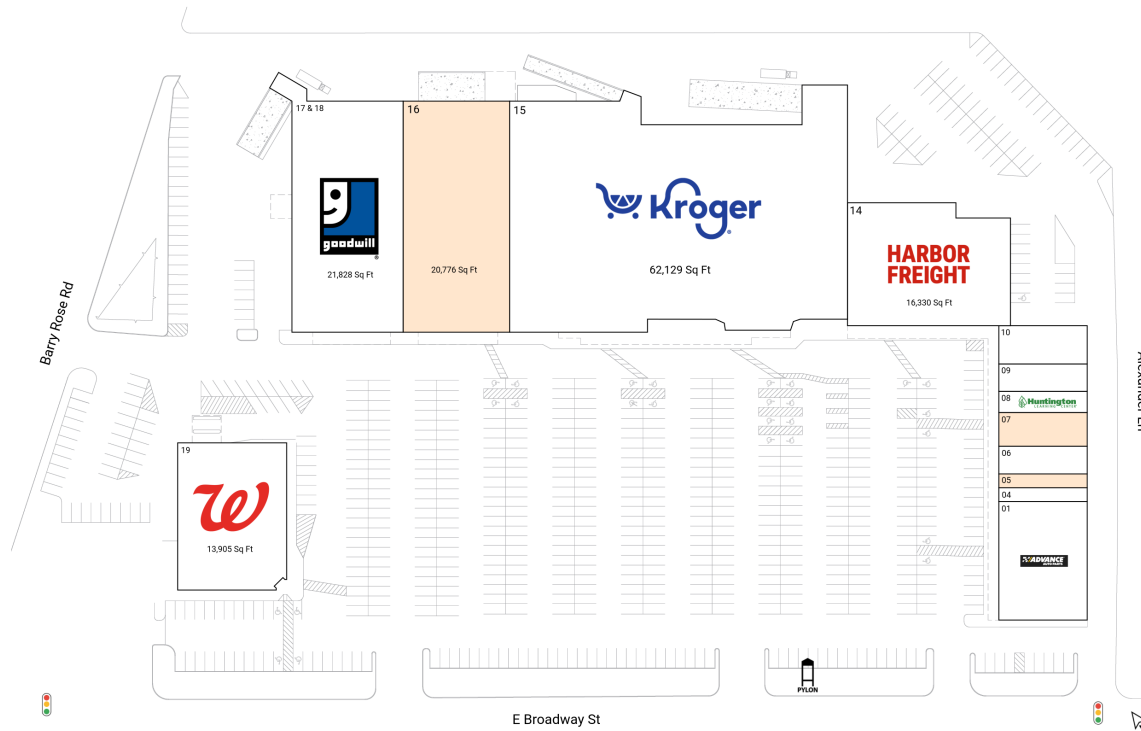 17 & 18
16
15
goodwill
21,828 Sq Ft
20,776 Sq Ft
Kroger
62,129 Sq Ft
14
HARBOR
FREIGHT
16,330 Sq Ft
Barry Rose Rd
10
09
08
Huntington
LEARNING CENTER
07
06
05
04
01
ADVANCE
AUTO PARTS
19
W
13,905 Sq Ft
PYLON
E Broadway St